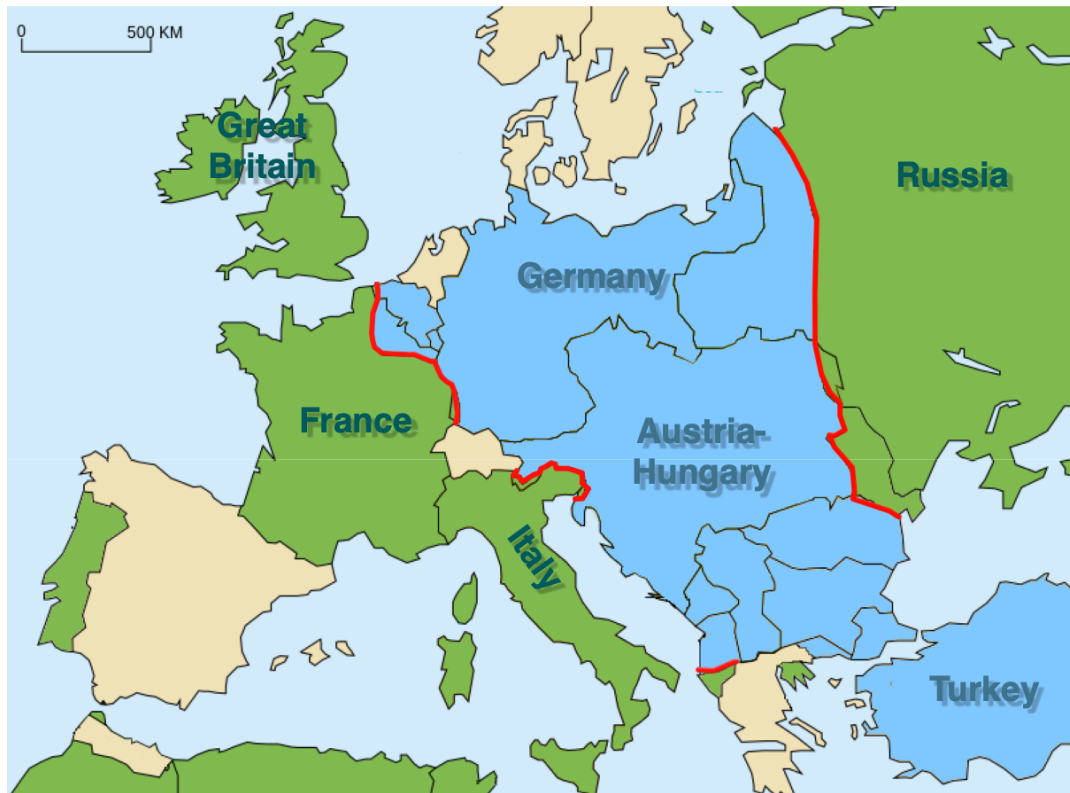 0 500 KM
Great
Britain
Russia
Germany
France
Austria-
Hungary
Italy
Turkey